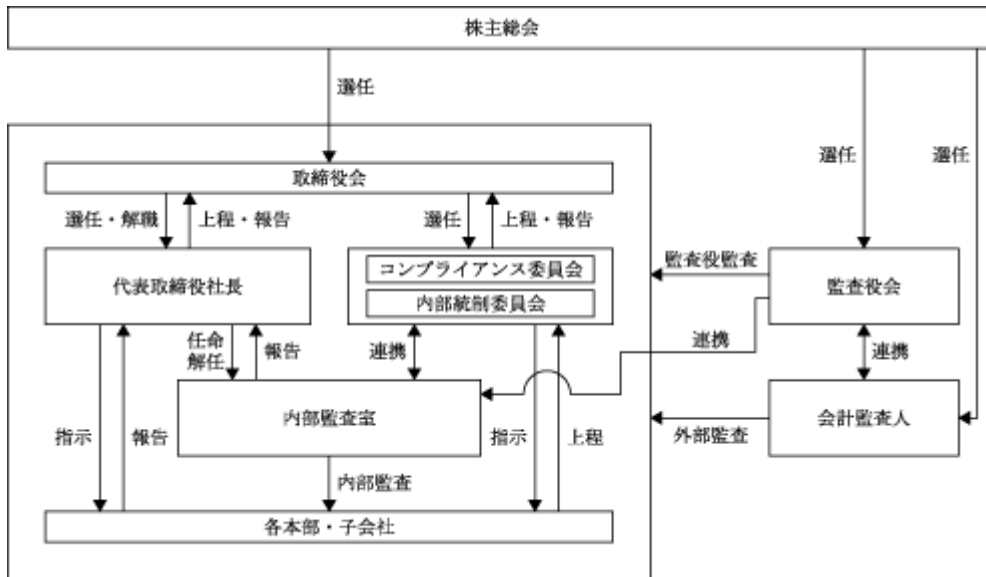 株主総会
選任
選任
選任
取締役会
選任・解職
上程・報告
選任
上程・報告
代表取締役社長
コンプライアンス委員会
内部統制委員会
監査役監査
監査役会
任命
解任
報告
連携
連携
連携
内部監査室
会計監査人
指示
報告
指示
上程
外部監査
内部監査
各本部・子会社